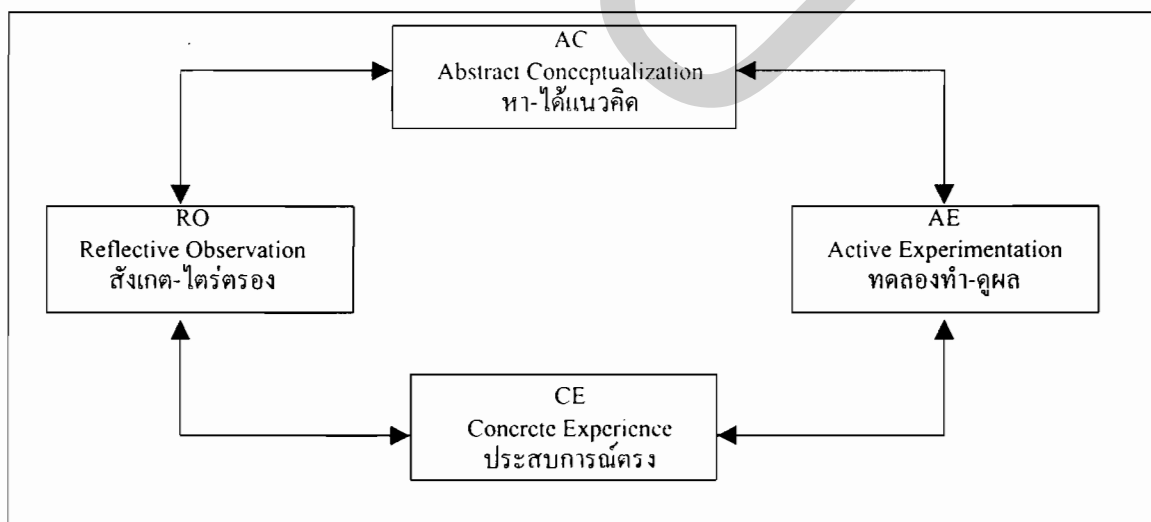 AC
Abstract Conceptualization
หา-ได้แนวคิด
RO
Reflective Observation
สังเกต-ไตร่ตรอง
AE
Active Experimentation
ทดลองทำ-ดูผล
CE
Concrete Experience
ประสบการณ์ตรง